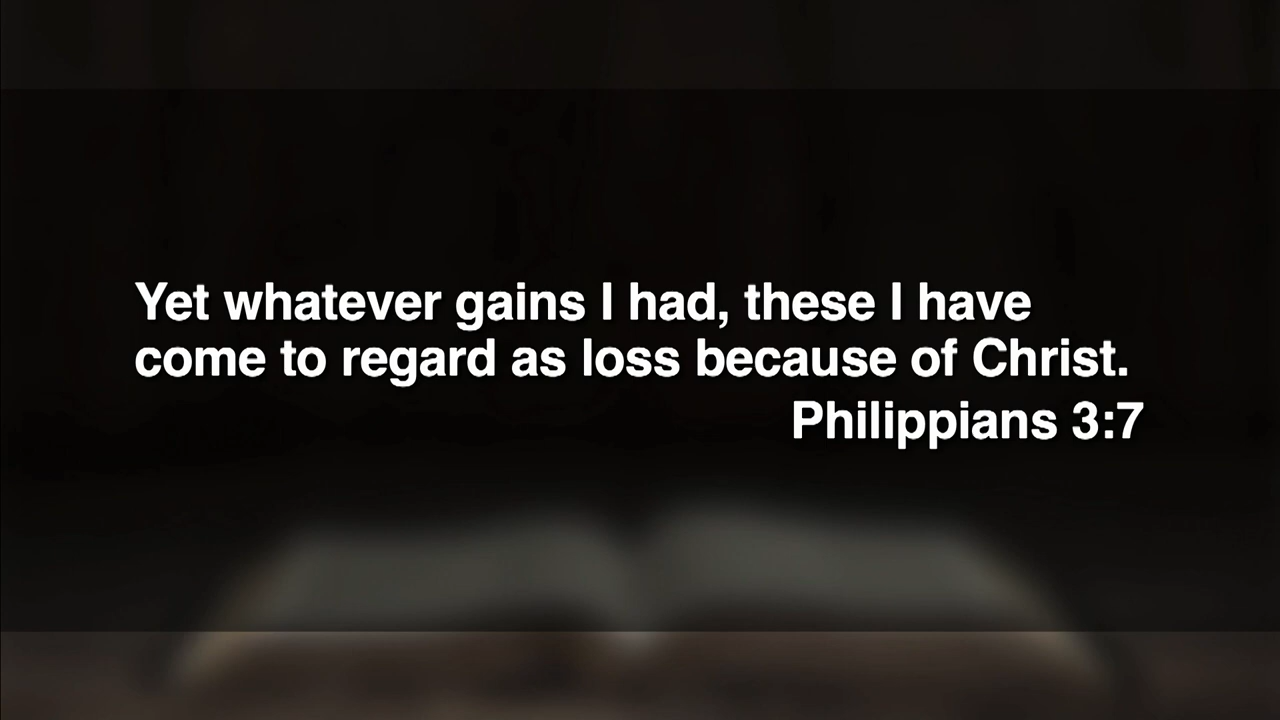 Yet whatever gains I had, these I have
come to regard as loss because of Christ.
Philippians 3:7